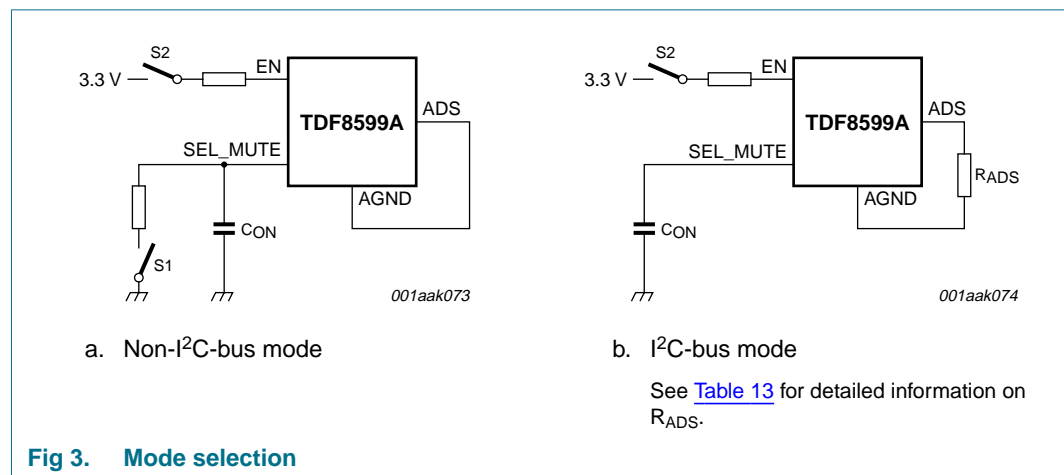 S2
3.3 V
EN
TDF8599A
ADS
SEL_MUTE
AGND
CON
S1
001aak073
a. Non-I2C-bus mode
S2
3.3 V
EN
TDF8599A
ADS
SEL_MUTE
RADS
AGND
CON
001aak074
b. I2C-bus mode
See Table 13 for detailed information on
RADS.
Fig 3. Mode selection